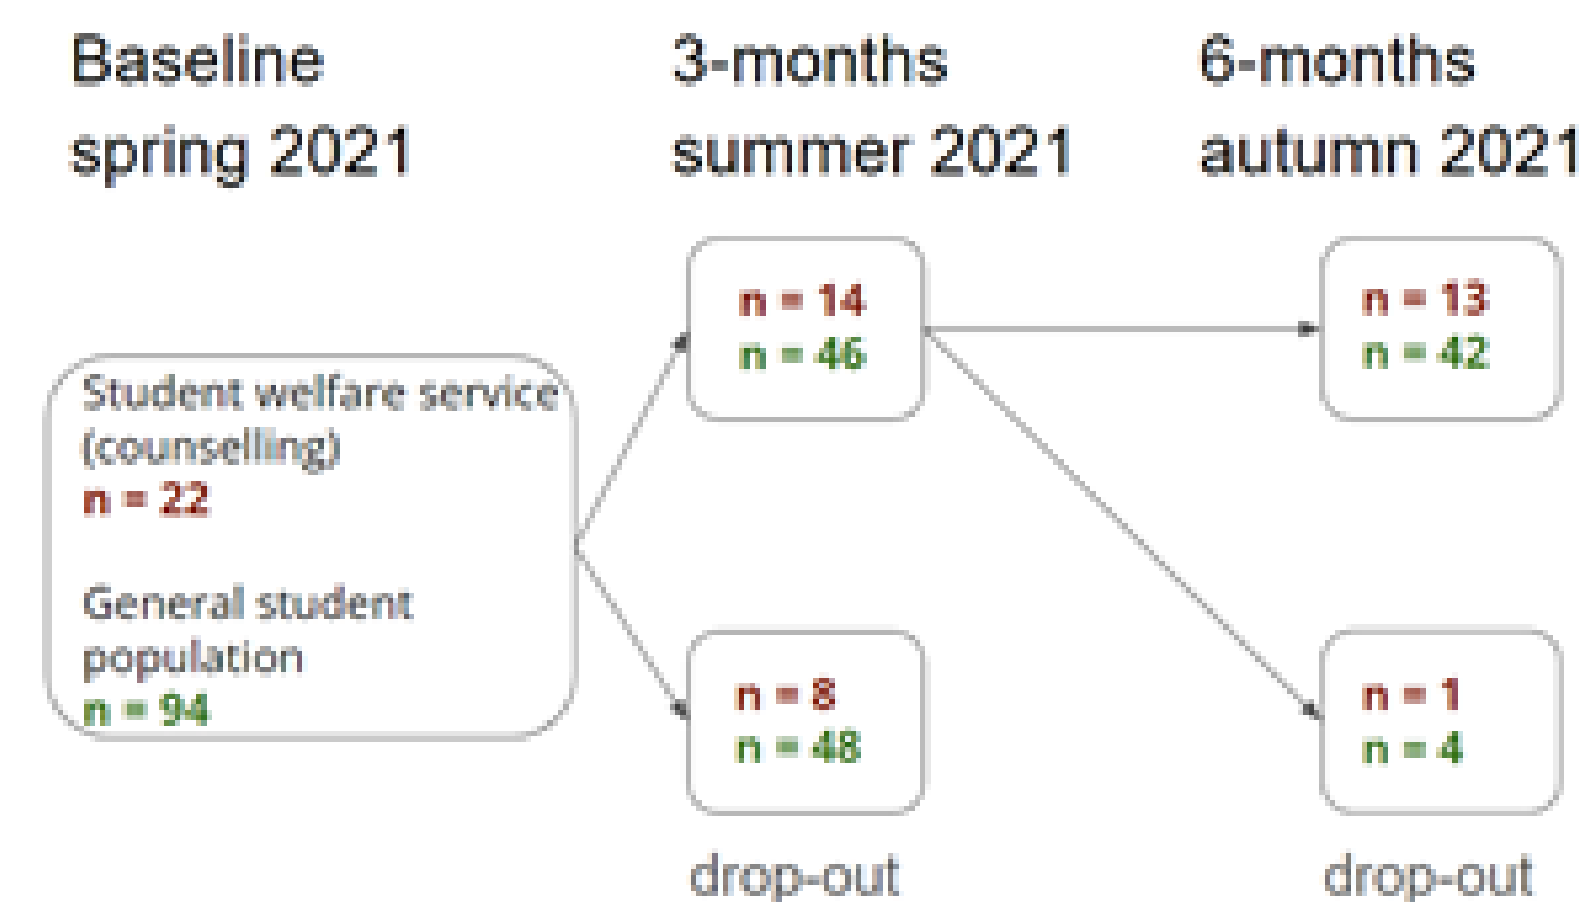 Baseline
spring 2021
3-months
summer 2021
6-months
autumn 2021
Student welfare service
(counselling)
n = 22
General student
population
n = 94
n = 14
n = 46
n = 8
n = 48
drop-out
n = 13
n = 42
n = 1
n = 4
drop-out